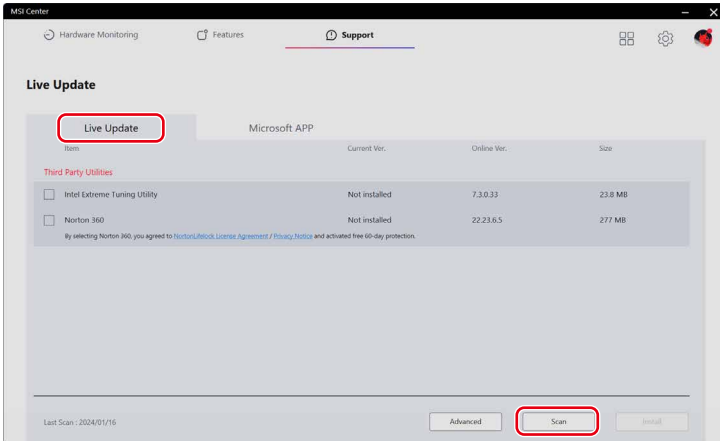 MSI Center
Hardware Monitoring Features Support
Live Update
Live Update Microsoft APP
Item Current Ver. Online Ver. Size
Third Party Utilities
Intel Extreme Tuning Utility Not installed 7.3.0.33 23.8 MB
Norton 360 Not installed 22.23.6.5 277 MB
By selecting Norton 360, you agreed to NortonLifelock License Agreement / Privacy Notice and activated free 60-day protection.
Last Scan : 2024/01/16 Advanced Scan Install